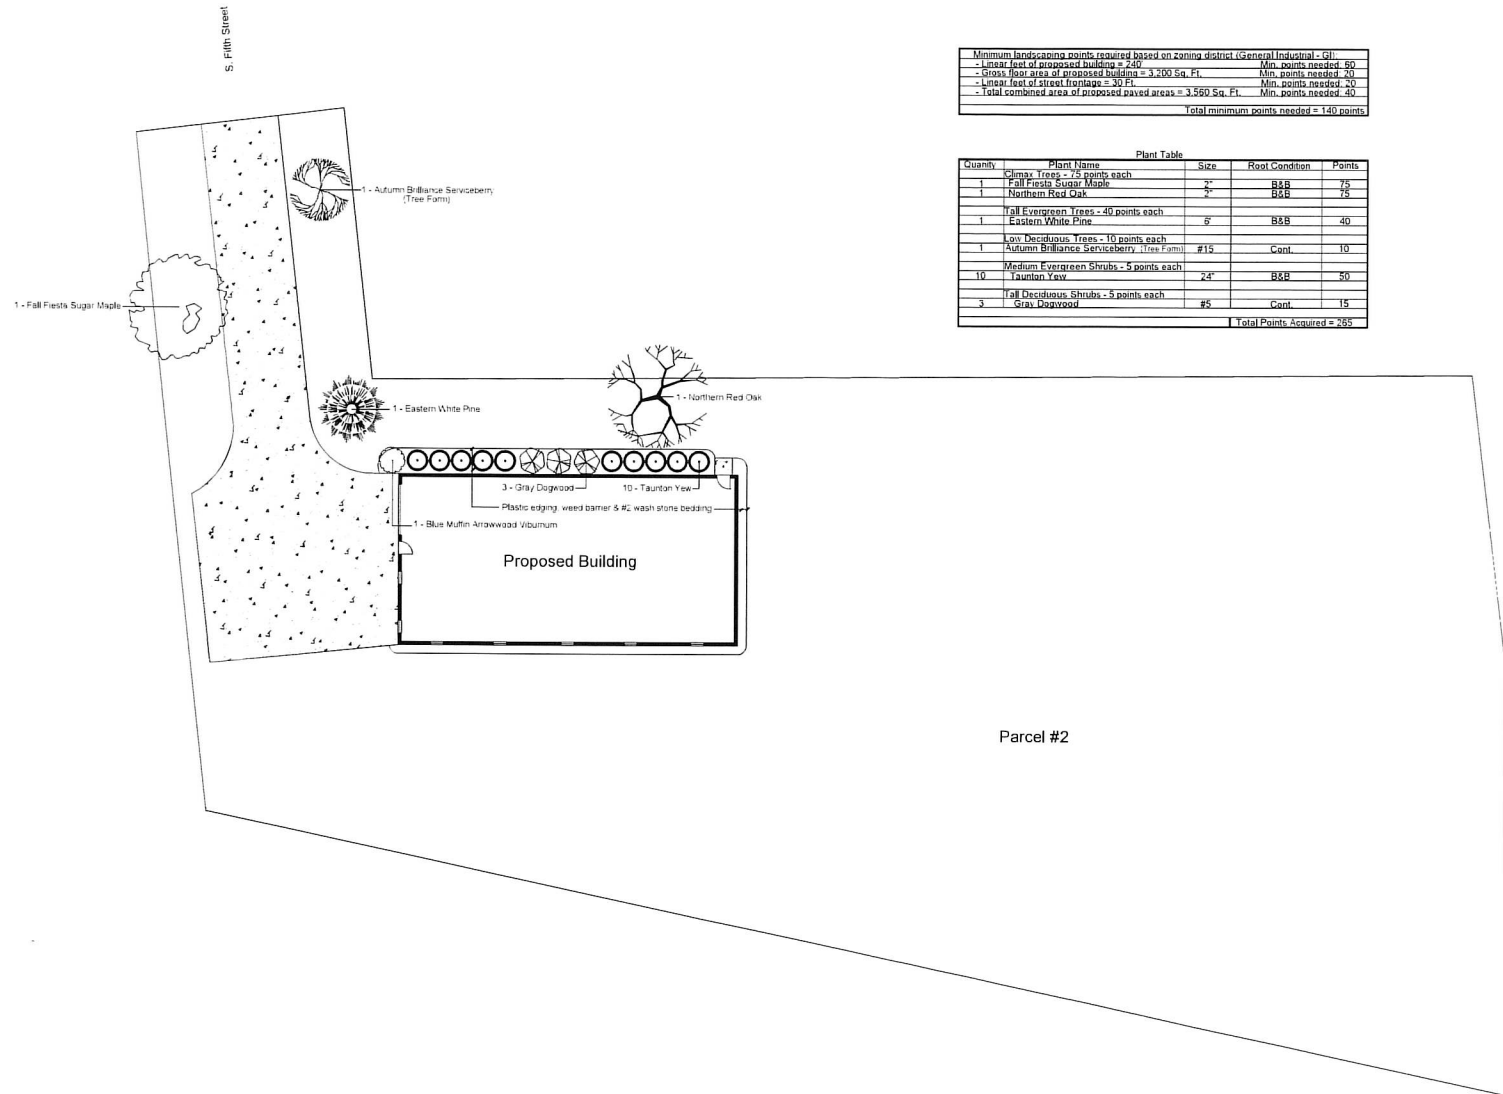 S. Fifth Street
Minimum landscaping points required based on zoning district (General Industrial - GI):
- Linear feet of proposed building = 240' Min. points needed: 60
- Gross floor area of proposed building = 3,200 Sq. Ft. Min. points needed: 20
- Linear feet of street frontage = 30 Ft. Min. points needed: 20
- Total combined area of proposed paved areas = 3,560 Sq. Ft. Min. points needed: 40
Total minimum points needed = 140 points
Plant Table
Quanity Plant Name Size Root Condition Points
Climax Trees - 75 points each
1 Fall Fiesta Sugar Maple 2" B&B 75
1 Northern Red Oak 2" B&B 75
Tall Evergreen Trees - 40 points each
1 Eastern White Pine 6' B&B 40
Low Deciduous Trees - 10 points each
1 Autumn Brilliance Serviceberry (Tree Form) #15 Cont. 10
Medium Evergreen Shrubs - 5 points each
10 Taunton Yew 24" B&B 50
Tall Deciduous Shrubs - 5 points each
3 Gray Dogwood #5 Cont. 15
Total Points Acquired = 265
1 - Autumn Brilliance Serviceberry
(Tree Form)
1 - Fall Fiesta Sugar Maple
1 - Northern Red Oak
1 - Eastern White Pine
3 - Gray Dogwood
10 - Taunton Yew
Plastic edging, weed barrier & #2 wash stone bedding
1 - Blue Muffin Arrowwood Viburnum
Proposed Building
Parcel #2